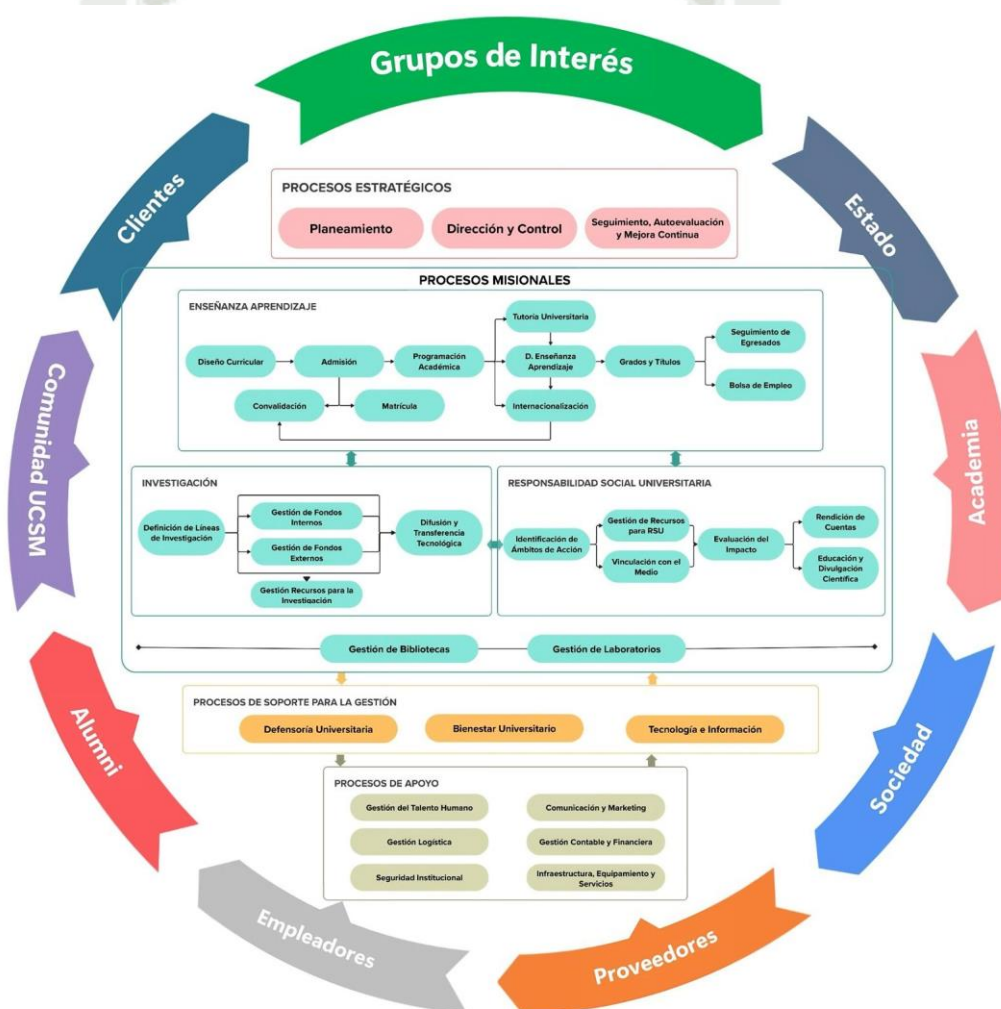 Grupos de Interés
Clientes
Estado
PROCESOS ESTRATÉGICOS
Planeamiento
Dirección y Control
Seguimiento, Autoevaluación
y Mejora Continua
PROCESOS MISIONALES
ENSEÑANZA APRENDIZAJE
Tutoría Universitaria
Diseño Curricular
Admisión
Programación
Académica
D. Enseñanza
Aprendizaje
Grados y Títulos
Seguimiento de
Egresados
Bolsa de Empleo
Convalidación
Matrícula
Internacionalización
Comunidad UCSM
Academia
INVESTIGACIÓN
Definición de Líneas
de Investigación
Gestión de Fondos
Internos
Gestión de Fondos
Externos
Difusión y
Transferencia
Tecnológica
Gestión Recursos para la
Investigación
RESPONSABILIDAD SOCIAL UNIVERSITARIA
Identificación de
Ámbitos de Acción
Gestión de Recursos
para RSU
Vinculación con el
Medio
Evaluación del
Impacto
Rendición de
Cuentas
Educación y
Divulgación
Científica
Gestión de Bibliotecas
Gestión de Laboratorios
Alumni
Sociedad
PROCESOS DE SOPORTE PARA LA GESTIÓN
Defensoría Universitaria
Bienestar Universitario
Tecnología e Información
PROCESOS DE APOYO
Gestión del Talento Humano
Comunicación y Marketing
Gestión Logística
Gestión Contable y Financiera
Seguridad Institucional
Infraestructura, Equipamiento y
Servicios
Empleadores
Proveedores